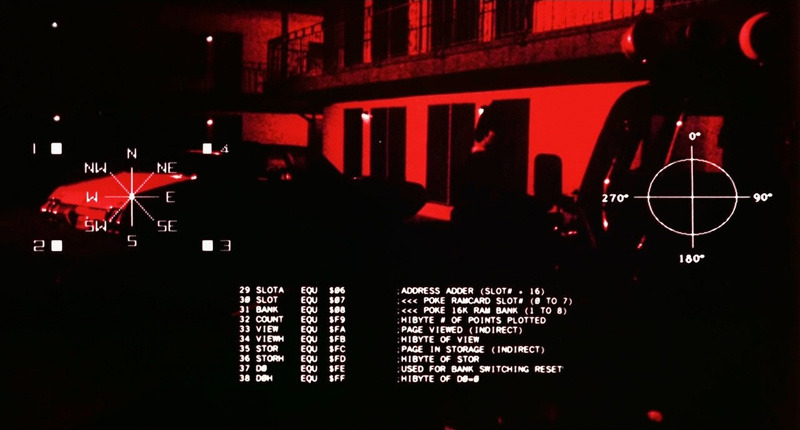 1 4
N
NW NE
W E
SW SE
S
2 3
0°
270° 90°
180°
29 SLOTA EQU $06 ;ADDRESS ADDER (SLOT# * 16)
30 SLOT EQU $07 ;<<< POKE RAMCARD SLOT# (0 TO 7)
31 BANK EQU $08 ;<<< POKE 16K RAM BANK (1 TO 8)
32 COUNT EQU $F9 ;HIBYTE # OF POINTS PLOTTED
33 VIEW EQU $FA ;PAGE VIEWED (INDIRECT)
34 VIEWH EQU $FB ;HIBYTE OF VIEW
35 STOR EQU $FC ;PAGE IN STORAGE (INDIRECT)
36 STORH EQU $FD ;HIBYTE OF STOR
37 D0 EQU $FE ;USED FOR BANK SWITCHING RESET
38 D0H EQU $FF ;HIBYTE OF D0=0